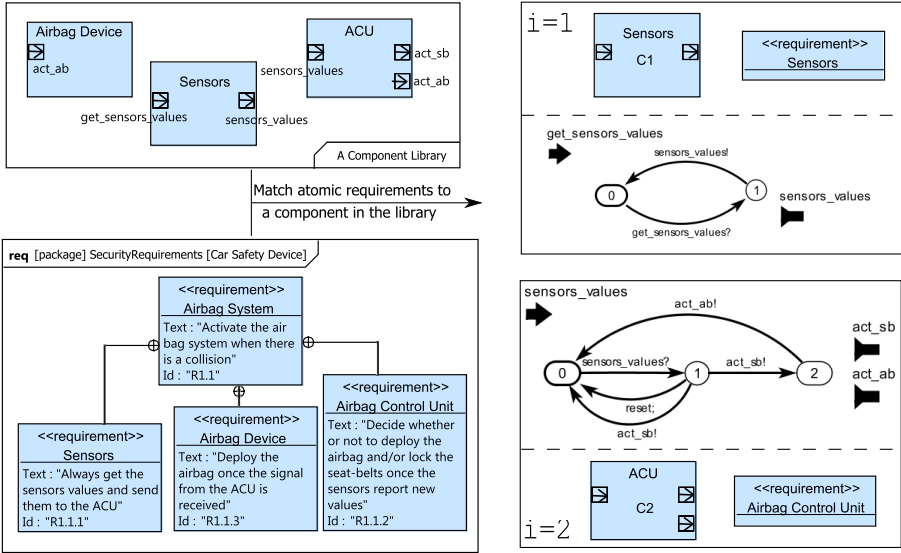 Airbag Device
act_ab
Sensors
get_sensors_values
sensors_values
ACU
sensors_values
act_sb
act_ab
A Component Library
Match atomic requirements to
a component in the library
req [package] SecurityRequirements [Car Safety Device]
<<requirement>>
Airbag System
Text : "Activate the air
bag system when there
is a collision"
Id : "R1.1"
<<requirement>>
Sensors
Text : "Always get the
sensors values and send
them to the ACU"
Id : "R1.1.1"
<<requirement>>
Airbag Device
Text : "Deploy the
airbag once the signal
from the ACU is
received"
Id : "R1.1.3"
<<requirement>>
Airbag Control Unit
Text : "Decide whether
or not to deploy the
airbag and/or lock the
seat-belts once the
sensors report new
values"
Id : "R1.1.2"
i=1
Sensors
C1
<<requirement>>
Sensors
get_sensors_values
sensors_values!
0
1
sensors_values
get_sensors_values?
sensors_values
act_ab!
act_sb
sensors_values?
act_sb!
0
1
2
act_ab
reset;
act_sb!
ACU
C2
<<requirement>>
Airbag Control Unit
i=2